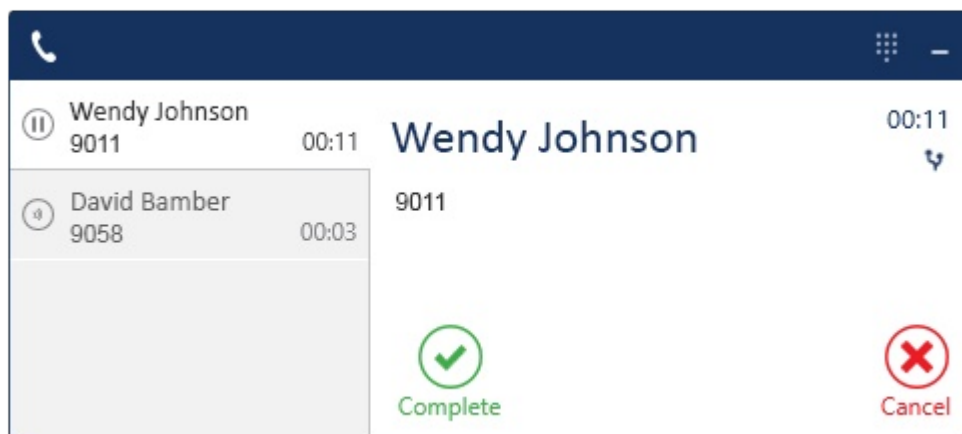 Wendy Johnson
9011 00:11
David Bamber
9058 00:03
Wendy Johnson 00:11
9011
Complete Cancel